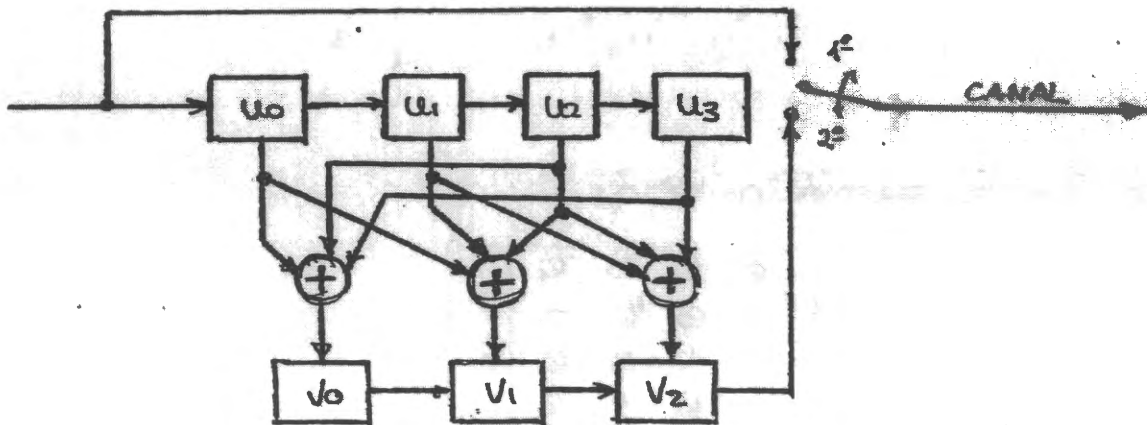 1º
U0 U1 U2 U3
CANAL
2º
+ + +
V0 V1 V2